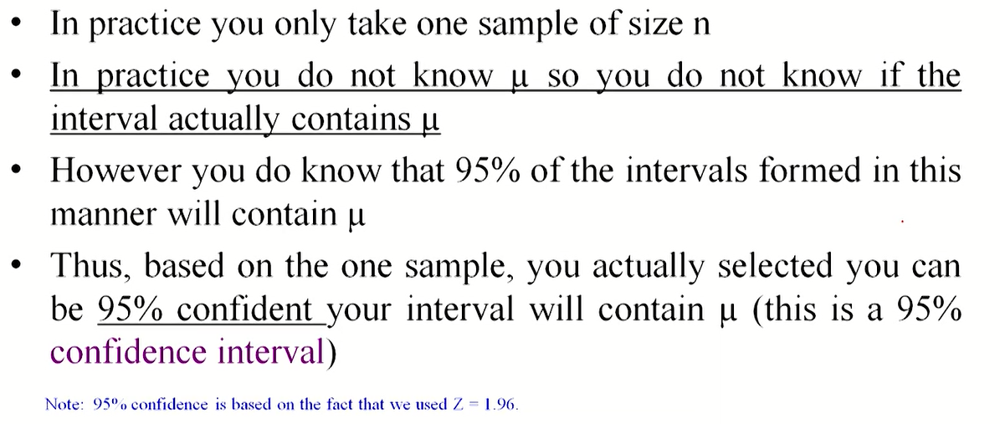 • In practice you only take one sample of size n
• In practice you do not know μ so you do not know if the
interval actually contains μ
• However you do know that 95% of the intervals formed in this
manner will contain μ
• Thus, based on the one sample, you actually selected you can
be 95% confident your interval will contain μ (this is a 95%
confidence interval)
Note: 95% confidence is based on the fact that we used Z = 1.96.